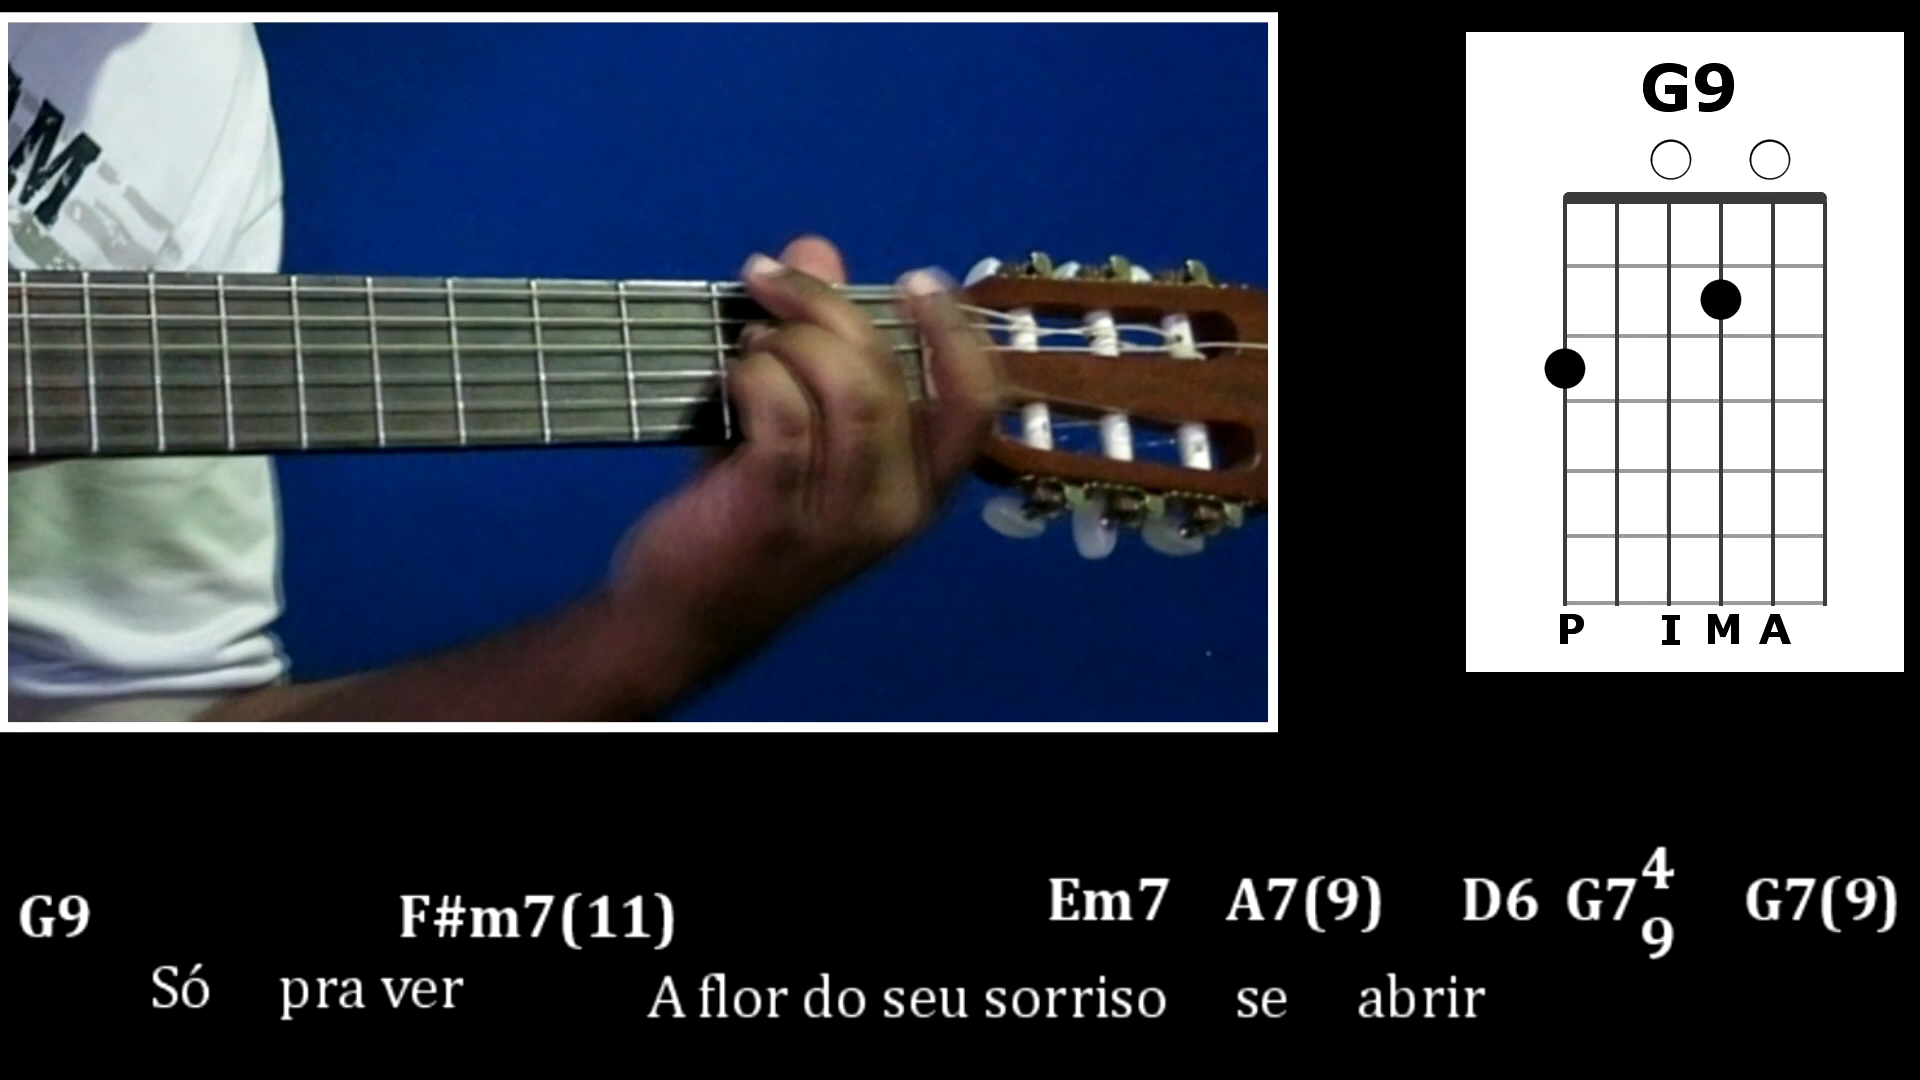 M
G9
P I M A
G9 F#m7(11) Em7 A7(9) D6 G7 4 9 G7(9)
Só pra ver A flor do seu sorriso se abrir